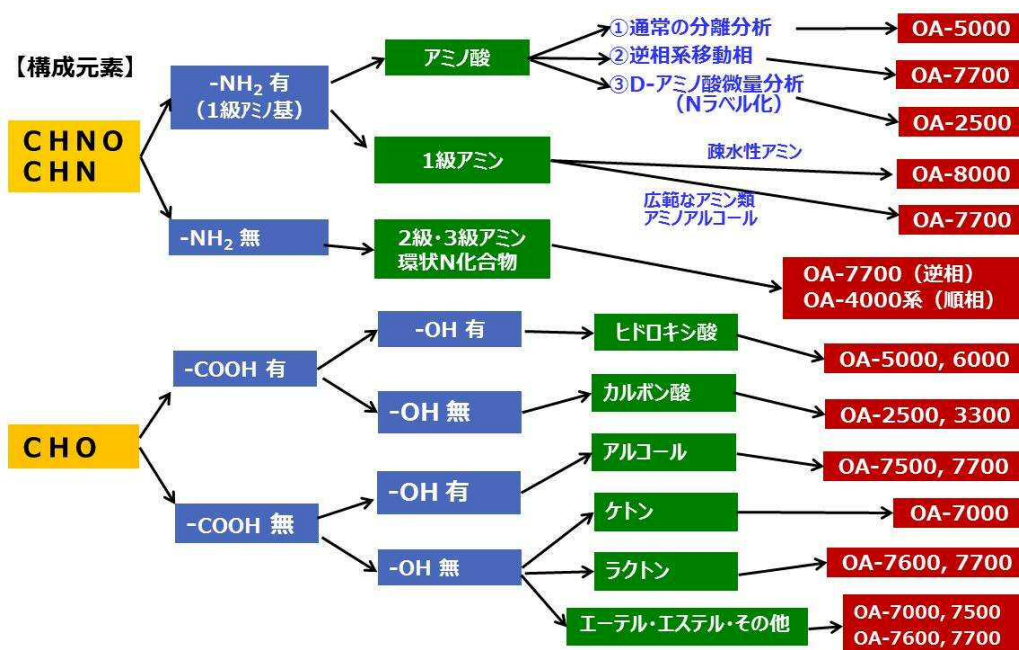 【構成元素】
CHNO
CHN
-NH₂ 有
(1級アミノ基)
アミノ酸
①通常の分離分析
OA-5000
②逆相系移動相
OA-7700
③D-アミノ酸微量分析
(Nラベル化)
OA-2500
1級アミン
疎水性アミン
OA-8000
広範なアミン類
アミノアルコール
OA-7700
-NH₂ 無
2級・3級アミン
環状N化合物
OA-7700(逆相)
OA-4000系(順相)
CHO
-COOH 有
-OH 有
ヒドロキシ酸
OA-5000, 6000
-OH 無
カルボン酸
OA-2500, 3300
-COOH 無
-OH 有
アルコール
OA-7500, 7700
-OH 無
ケトン
OA-7000
ラクトン
OA-7600, 7700
エーテル・エステル・その他
OA-7000, 7500
OA-7600, 7700